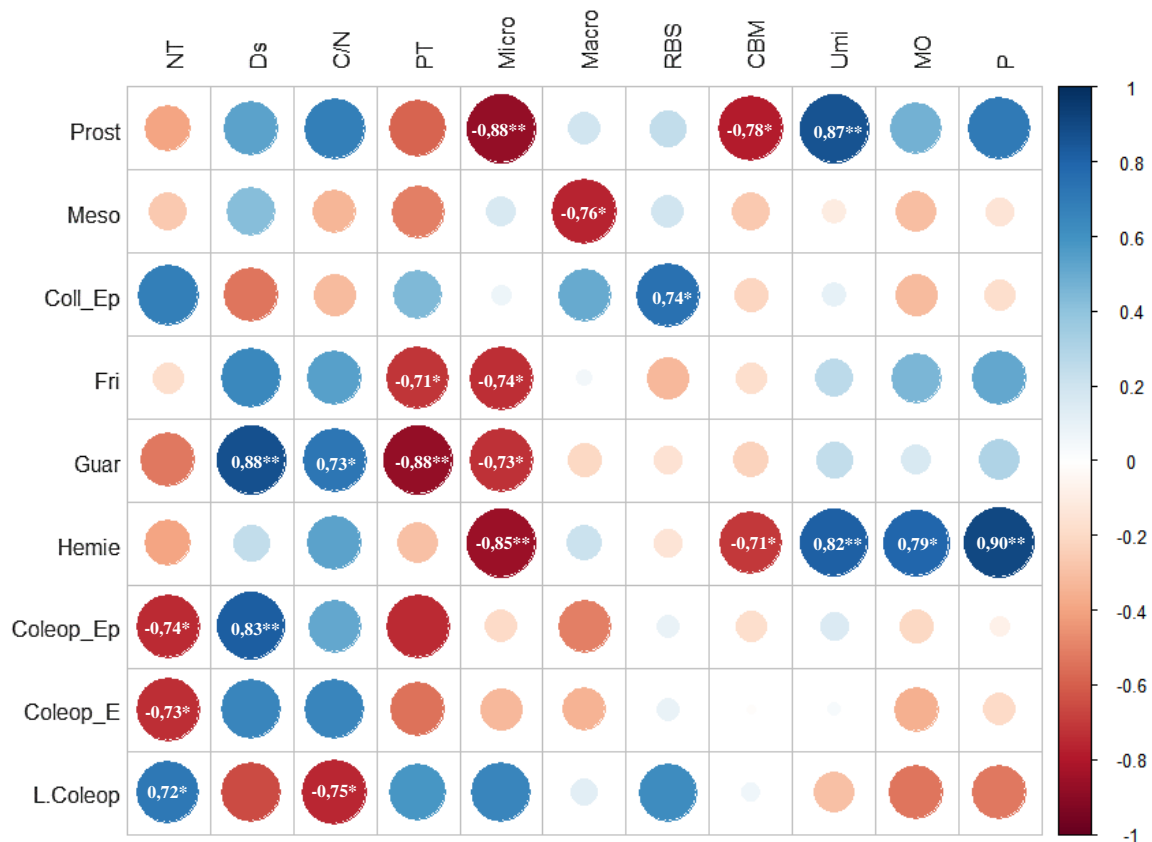 NT Ds C/N PT Micro Macro RBS CBM Umi MO P
Prost -0,88** -0,78* 0,87**
Meso -0,76*
Coll_Ep 0,74*
Fri -0,71* -0,74*
Guar 0,88** 0,73* -0,88** -0,73*
Hemie -0,85** -0,71* 0,82** 0,79* 0,90**
Coleop_Ep -0,74* 0,83**
Coleop_E -0,73*
L.Coleop 0,72* -0,75*
1
0.8
0.6
0.4
0.2
0
-0.2
-0.4
-0.6
-0.8
-1